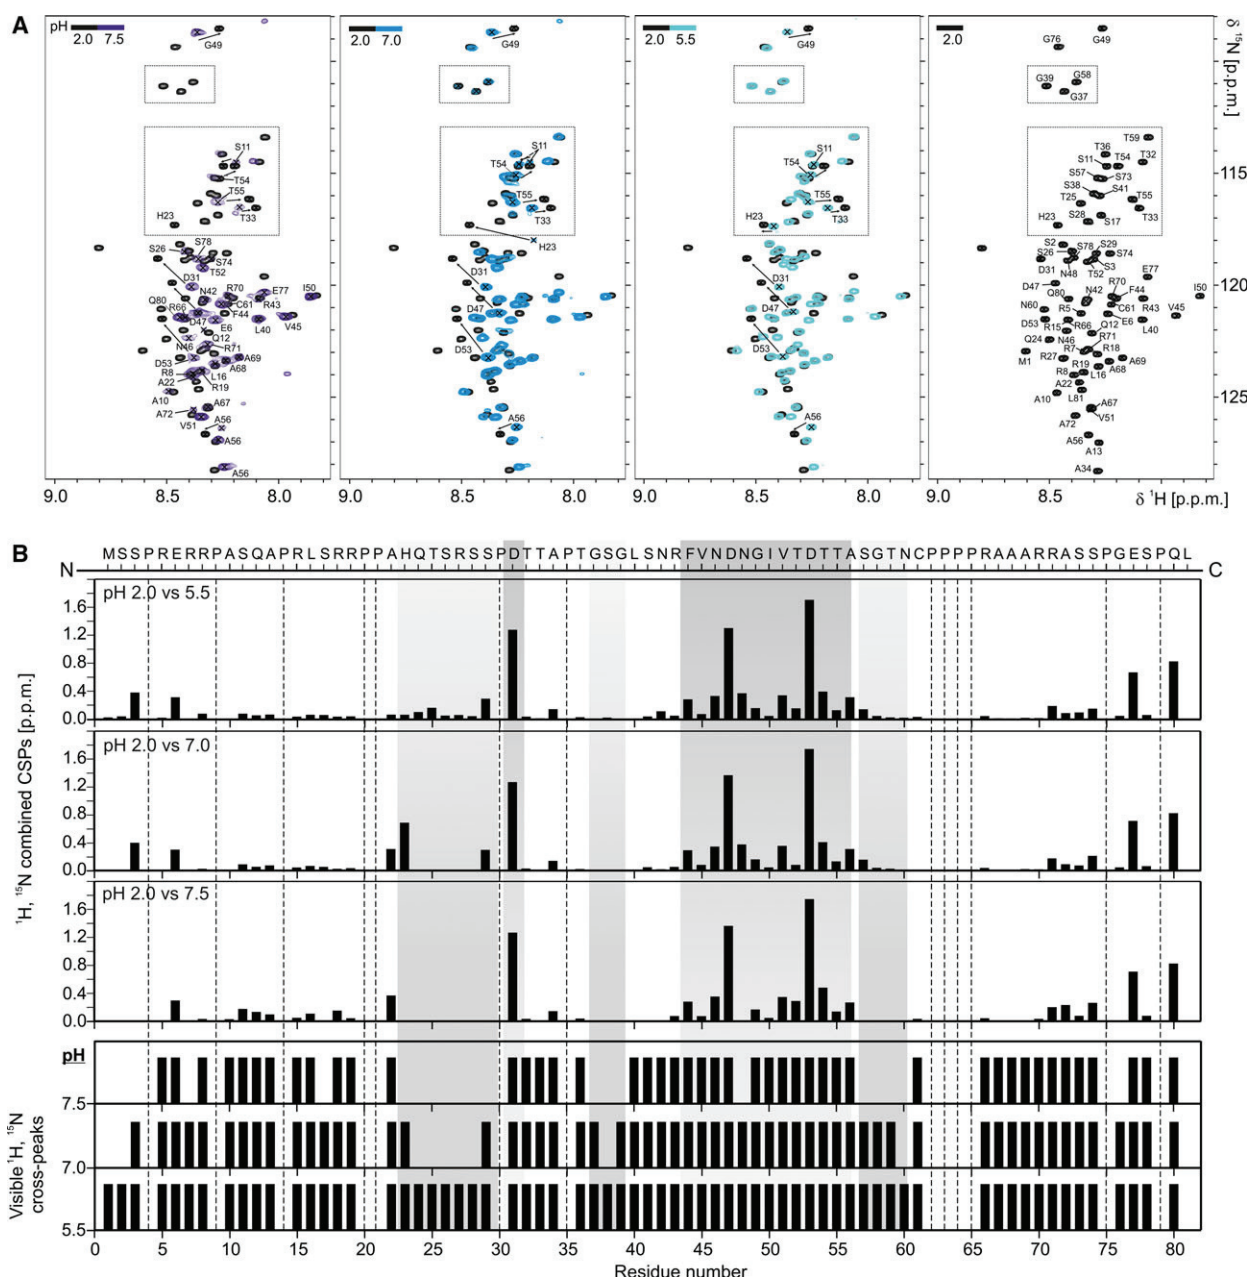 A
pH
2.0 7.5
2.0 7.0
2.0 5.5
2.0
δ ¹⁵N
[p.p.m.]
G49
S11
T54
T55
T33
H23
S26
S78
S74
T52
D31
Q80
N42
R70
E77
R66
C61
R43
I50
F44
D47
E6
L40
V45
N46
Q12
R71
D53
A69
R8
A68
A22
L16
R19
A10
A72
A67
V51
A56
A56
A56
G49
S11
T54
T55
T33
H23
D31
D47
D53
A56
G49
S11
T54
T55
T33
H23
D31
D47
D53
A56
G76
G49
G39
G58
G37
T59
T36
S11
T54
T32
S57
S73
S38
S41
T25
T55
T33
H23
S28
S17
S2
S26
S78
S29
S74
D31
N48
T52
S3
D47
N42
R70
E77
Q80
F44
I50
N60
C61
R43
R5
E6
D53
R66
L40
V45
R15
Q12
Q24
N46
R71
R7
R18
M1
R27
A69
R19
A68
R8
L16
A22
A10
L81
A67
A72
V51
A56
A13
A34
115
120
125
9.0 8.5 8.0
9.0 8.5 8.0
9.0 8.5 8.0
9.0 8.5
δ ¹H [p.p.m.]
B
MSSPRERRPASQAPRLSRRPPAHQTSRSSPDTTAPTGSGLSNRFVNDNGIVTDTTASGTNCPPPPRAAARRASSPGESPQL
N
C
¹H, ¹⁵N combined CSPs [p.p.m.]
pH 2.0 vs 5.5
1.6
1.2
0.8
0.4
0.0
pH 2.0 vs 7.0
1.6
1.2
0.8
0.4
0.0
pH 2.0 vs 7.5
1.6
1.2
0.8
0.4
0.0
Visible ¹H, ¹⁵N
cross-peaks
pH
7.5
7.0
5.5
0 5 10 15 20 25 30 35 40 45 50 55 60 65 70 75 80
Residue number